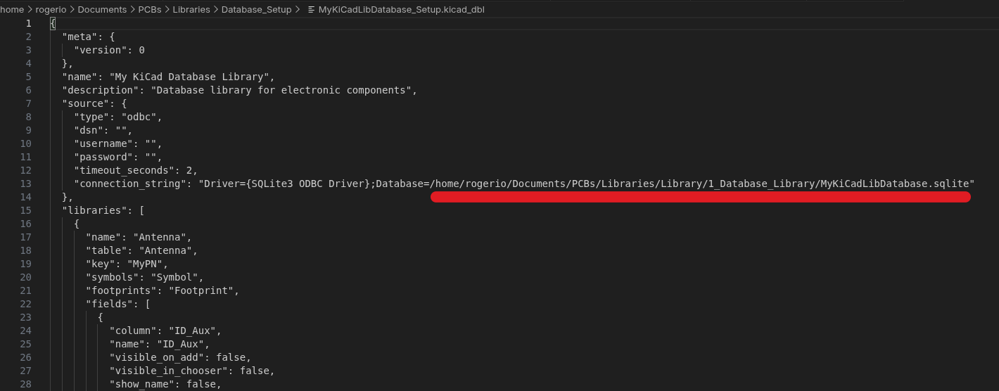 home > rogerio > Documents > PCBs > Libraries > Database_Setup > MyKiCadLibDatabase_Setup.kicad_dbl
1 {
2 "meta": {
3 "version": 0
4 },
5 "name": "My KiCad Database Library",
6 "description": "Database library for electronic components",
7 "source": {
8 "type": "odbc",
9 "dsn": "",
10 "username": "",
11 "password": "",
12 "timeout_seconds": 2,
13 "connection_string": "Driver={SQLite3 ODBC Driver};Database=/home/rogerio/Documents/PCBs/Libraries/Library/1_Database_Library/MyKiCadLibDatabase.sqlite"
14 },
15 "libraries": [
16 {
17 "name": "Antenna",
18 "table": "Antenna",
19 "key": "MyPN",
20 "symbols": "Symbol",
21 "footprints": "Footprint",
22 "fields": [
23 {
24 "column": "ID_Aux",
25 "name": "ID_Aux",
26 "visible_on_add": false,
27 "visible_in_chooser": false,
28 "show_name": false,